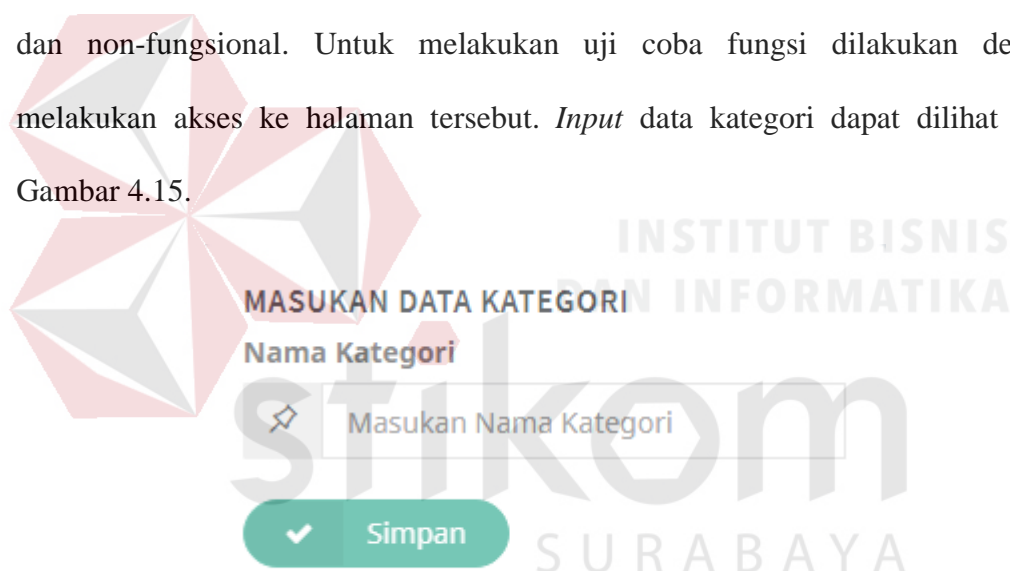 dan non-fungsional. Untuk melakukan uji coba fungsi dilakukan de
melakukan akses ke halaman tersebut. Input data kategori dapat dilihat
Gambar 4.15.
INSTITUT BISNIS
DAN INFORMATIKA
MASUKAN DATA KATEGORI
Nama Kategori
Masukan Nama Kategori
stikom
Simpan
SURABAYA